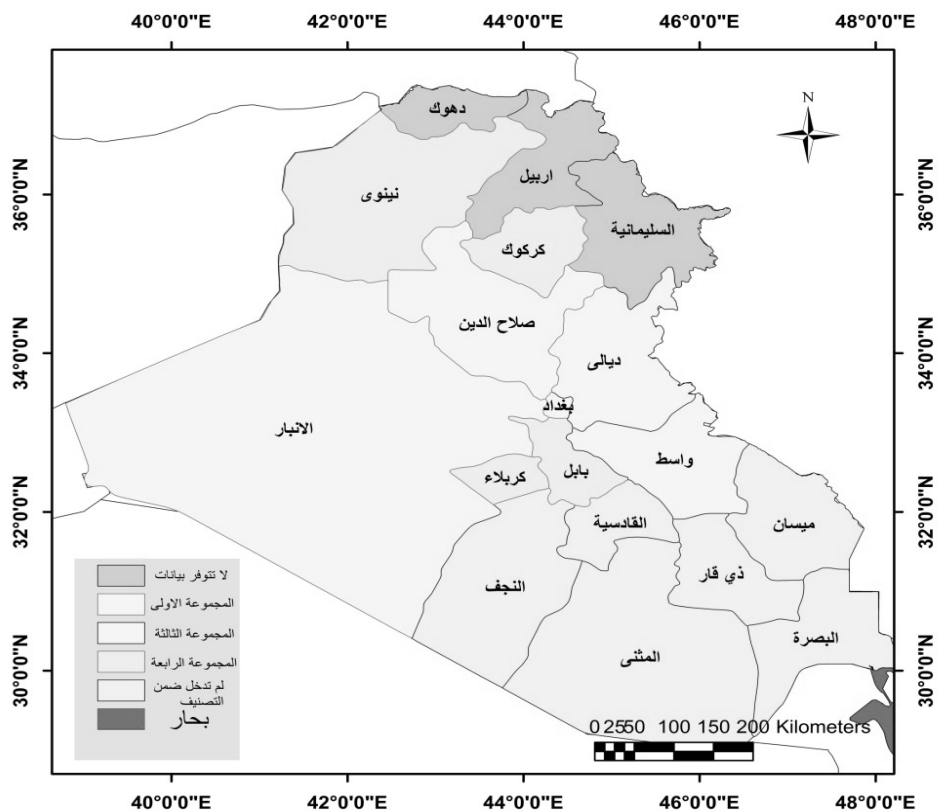 40°0'0"E 42°0'0"E 44°0'0"E 46°0'0"E 48°0'0"E
N
36°0'0"N
34°0'0"N
32°0'0"N
30°0'0"N
36°0'0"N
34°0'0"N
32°0'0"N
30°0'0"N
دهوك
اربيل
نينوى
السليمانية
كركوك
صلاح الدين
ديالى
بغداد
الانبار
واسط
بابل
كربلاء
ميسان
القادسية
ذي قار
النجف
البصرة
المثنى
لا تتوفر بيانات
المجموعة الاولى
المجموعة الثالثة
المجموعة الرابعة
لم تدخل ضمن
التصنيف
بحار
0 25 50 100 150 200 Kilometers
40°0'0"E 42°0'0"E 44°0'0"E 46°0'0"E 48°0'0"E